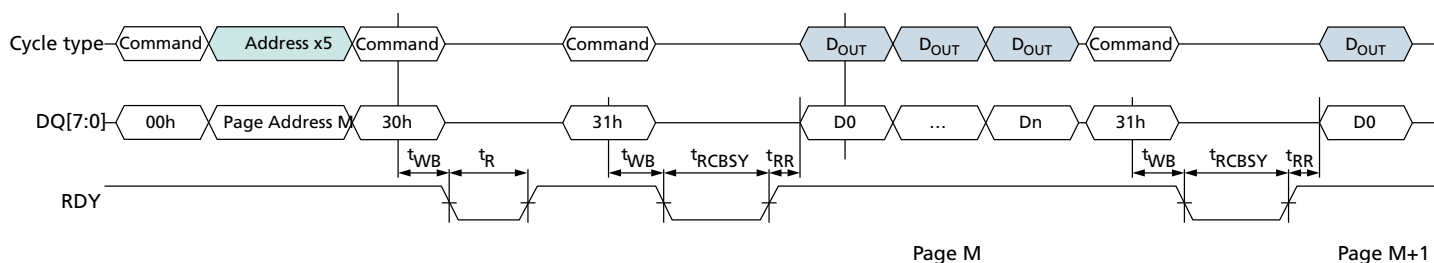 Cycle type Command Address x5 Command Command DOUT DOUT DOUT Command DOUT
DQ[7:0] 00h Page Address M 30h 31h D0 ... Dn 31h D0
tWB tR tWB tRCBSY tRR tWB tRCBSY tRR
RDY
Page M Page M+1